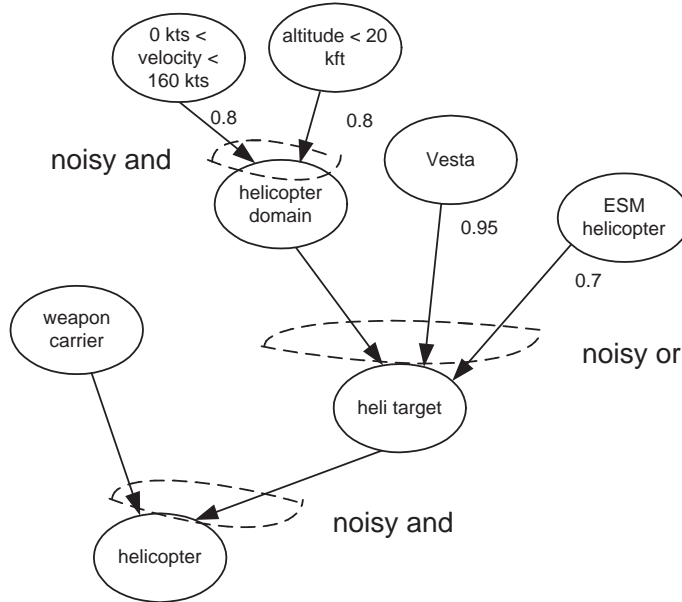 0 kts <
velocity <
160 kts
altitude < 20
kft
0.8
0.8
noisy and
helicopter
domain
Vesta
ESM
helicopter
0.95
0.7
weapon
carrier
noisy or
heli target
noisy and
helicopter